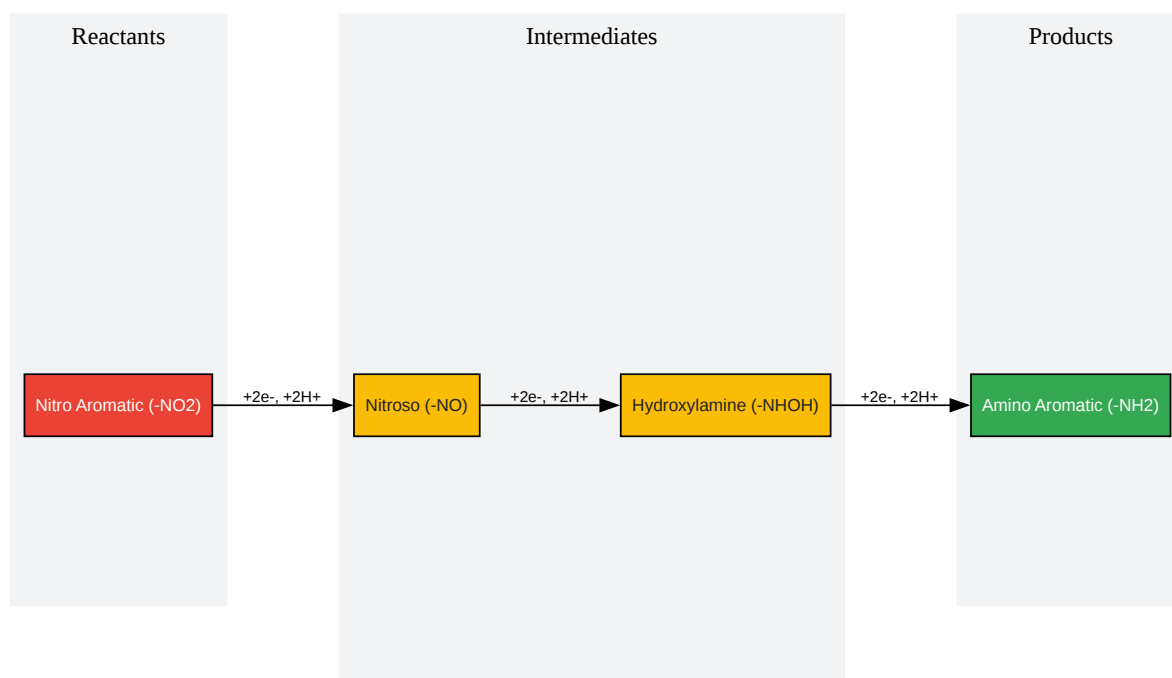 Reactants
Intermediates
Products
Nitro Aromatic (-NO2)
+2e-, +2H+
Nitroso (-NO)
+2e-, +2H+
Hydroxylamine (-NHOH)
+2e-, +2H+
Amino Aromatic (-NH2)